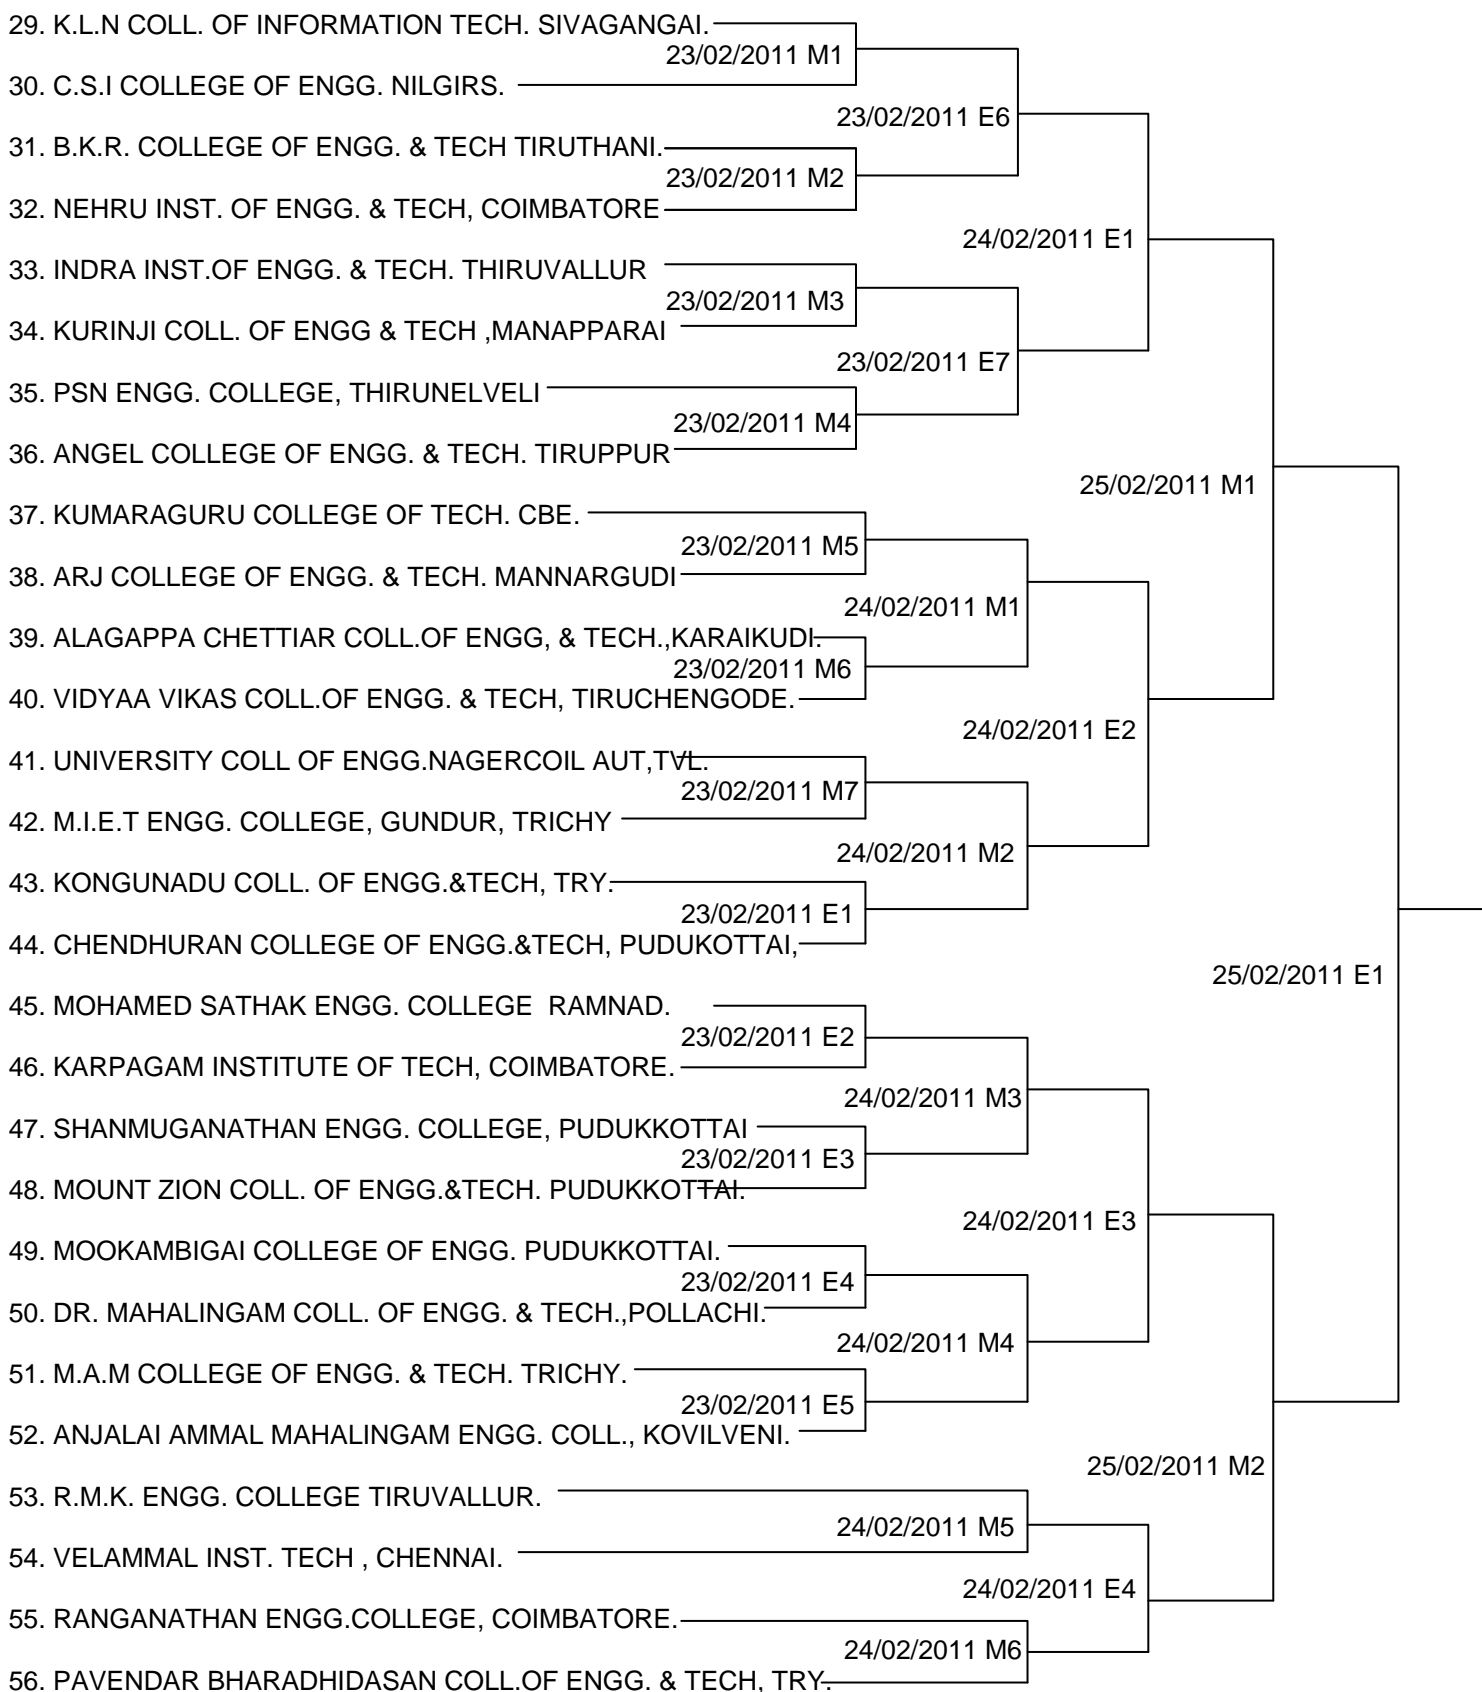 29. K.L.N COLL. OF INFORMATION TECH. SIVAGANGAI.
23/02/2011 M1
30. C.S.I COLLEGE OF ENGG. NILGIRS.
23/02/2011 E6
31. B.K.R. COLLEGE OF ENGG. & TECH TIRUTHANI.
23/02/2011 M2
32. NEHRU INST. OF ENGG. & TECH, COIMBATORE
24/02/2011 E1
33. INDRA INST.OF ENGG. & TECH. THIRUVALLUR
23/02/2011 M3
34. KURINJI COLL. OF ENGG & TECH ,MANAPPARAI
23/02/2011 E7
35. PSN ENGG. COLLEGE, THIRUNELVELI
23/02/2011 M4
36. ANGEL COLLEGE OF ENGG. & TECH. TIRUPPUR
25/02/2011 M1
37. KUMARAGURU COLLEGE OF TECH. CBE.
23/02/2011 M5
38. ARJ COLLEGE OF ENGG. & TECH. MANNARGUDI
24/02/2011 M1
39. ALAGAPPA CHETTIAR COLL.OF ENGG, & TECH.,KARAIKUDI.
23/02/2011 M6
40. VIDYAA VIKAS COLL.OF ENGG. & TECH, TIRUCHENGODE.
24/02/2011 E2
41. UNIVERSITY COLL OF ENGG.NAGERCOIL AUT,TVL.
23/02/2011 M7
42. M.I.E.T ENGG. COLLEGE, GUNDUR, TRICHY
24/02/2011 M2
43. KONGUNADU COLL. OF ENGG.&TECH, TRY.
23/02/2011 E1
44. CHENDHURAN COLLEGE OF ENGG.&TECH, PUDUKOTTAI,
25/02/2011 E1
45. MOHAMED SATHAK ENGG. COLLEGE  RAMNAD.
23/02/2011 E2
46. KARPAGAM INSTITUTE OF TECH, COIMBATORE.
24/02/2011 M3
47. SHANMUGANATHAN ENGG. COLLEGE, PUDUKKOTTAI
23/02/2011 E3
48. MOUNT ZION COLL. OF ENGG.&TECH. PUDUKKOTTAI.
24/02/2011 E3
49. MOOKAMBIGAI COLLEGE OF ENGG. PUDUKKOTTAI.
23/02/2011 E4
50. DR. MAHALINGAM COLL. OF ENGG. & TECH.,POLLACHI.
24/02/2011 M4
51. M.A.M COLLEGE OF ENGG. & TECH. TRICHY.
23/02/2011 E5
52. ANJALAI AMMAL MAHALINGAM ENGG. COLL., KOVILVENI.
25/02/2011 M2
53. R.M.K. ENGG. COLLEGE TIRUVALLUR.
24/02/2011 M5
54. VELAMMAL INST. TECH , CHENNAI.
24/02/2011 E4
55. RANGANATHAN ENGG.COLLEGE, COIMBATORE.
24/02/2011 M6
56. PAVENDAR BHARADHIDASAN COLL.OF ENGG. & TECH, TRY.